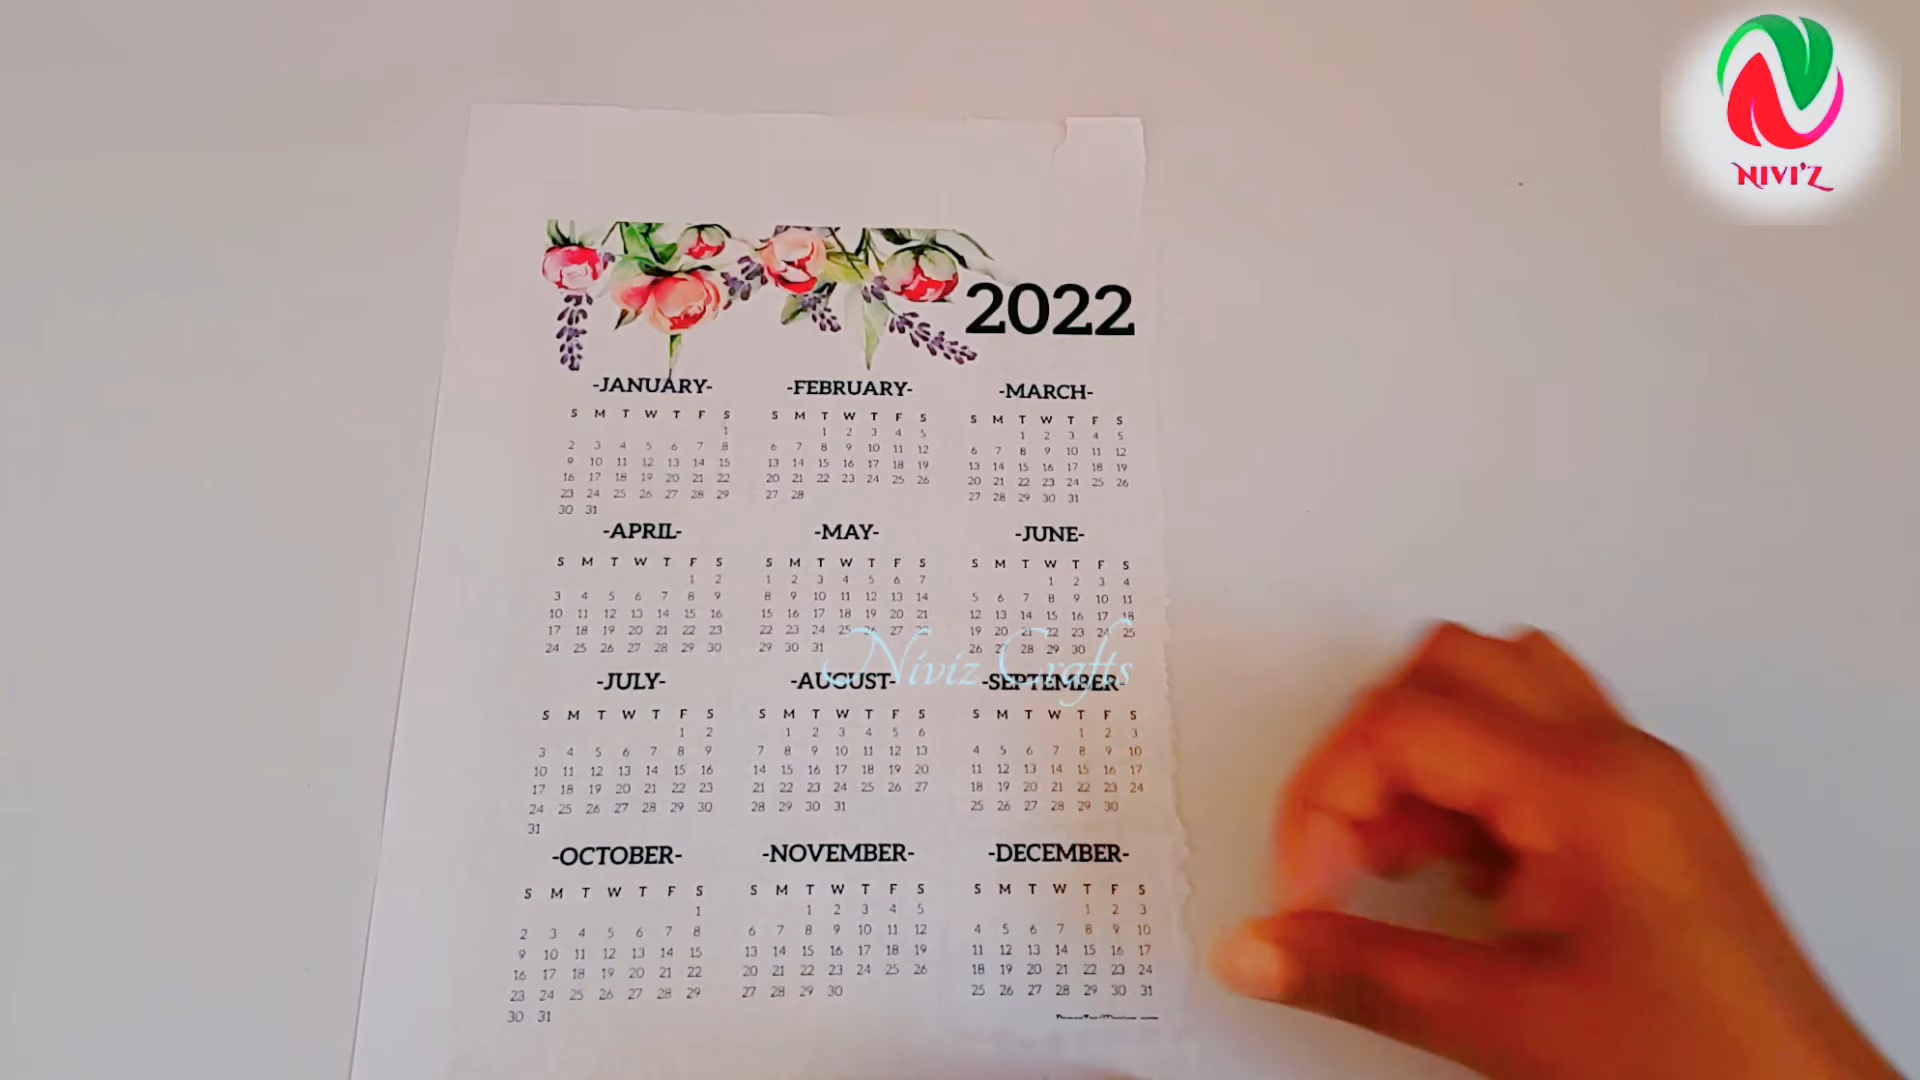 NIVI'Z
2022
-JANUARY-
S M T W T F S
1
2 3 4 5 6 7 8
9 10 11 12 13 14 15
16 17 18 19 20 21 22
23 24 25 26 27 28 29
30 31
-FEBRUARY-
S M T W T F S
1 2 3 4 5
6 7 8 9 10 11 12
13 14 15 16 17 18 19
20 21 22 23 24 25 26
27 28
-MARCH-
S M T W T F S
1 2 3 4 5
6 7 8 9 10 11 12
13 14 15 16 17 18 19
20 21 22 23 24 25 26
27 28 29 30 31
-APRIL-
S M T W T F S
1 2
3 4 5 6 7 8 9
10 11 12 13 14 15 16
17 18 19 20 21 22 23
24 25 26 27 28 29 30
-MAY-
S M T W T F S
1 2 3 4 5 6 7
8 9 10 11 12 13 14
15 16 17 18 19 20 21
22 23 24 25 26 27 28
29 30 31
-JUNE-
S M T W T F S
1 2 3 4
5 6 7 8 9 10 11
12 13 14 15 16 17 18
19 20 21 22 23 24 25
26 27 28 29 30
Niviz Crafts
-JULY-
S M T W T F S
1 2
3 4 5 6 7 8 9
10 11 12 13 14 15 16
17 18 19 20 21 22 23
24 25 26 27 28 29 30
31
-AUGUST-
S M T W T F S
1 2 3 4 5 6
7 8 9 10 11 12 13
14 15 16 17 18 19 20
21 22 23 24 25 26 27
28 29 30 31
-SEPTEMBER-
S M T W T F S
1 2 3
4 5 6 7 8 9 10
11 12 13 14 15 16 17
18 19 20 21 22 23 24
25 26 27 28 29 30
-OCTOBER-
S M T W T F S
1
2 3 4 5 6 7 8
9 10 11 12 13 14 15
16 17 18 19 20 21 22
23 24 25 26 27 28 29
30 31
-NOVEMBER-
S M T W T F S
1 2 3 4 5
6 7 8 9 10 11 12
13 14 15 16 17 18 19
20 21 22 23 24 25 26
27 28 29 30
-DECEMBER-
S M T W T F S
1 2 3
4 5 6 7 8 9 10
11 12 13 14 15 16 17
18 19 20 21 22 23 24
25 26 27 28 29 30 31